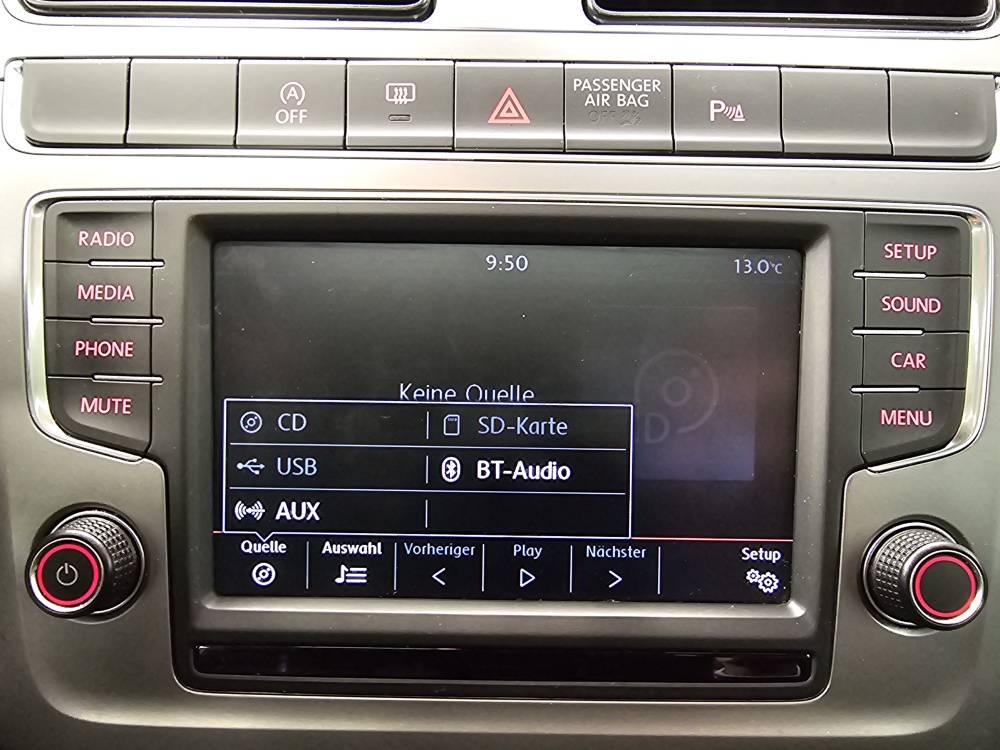 A
OFF
PASSENGER
AIR BAG
OFF
P
RADIO
MEDIA
PHONE
MUTE
9:50
13.0°C
Keine Quelle
CD SD-Karte
USB BT-Audio
AUX
D
Quelle Auswahl Vorheriger Play Nächster Setup
SETUP
SOUND
CAR
MENU